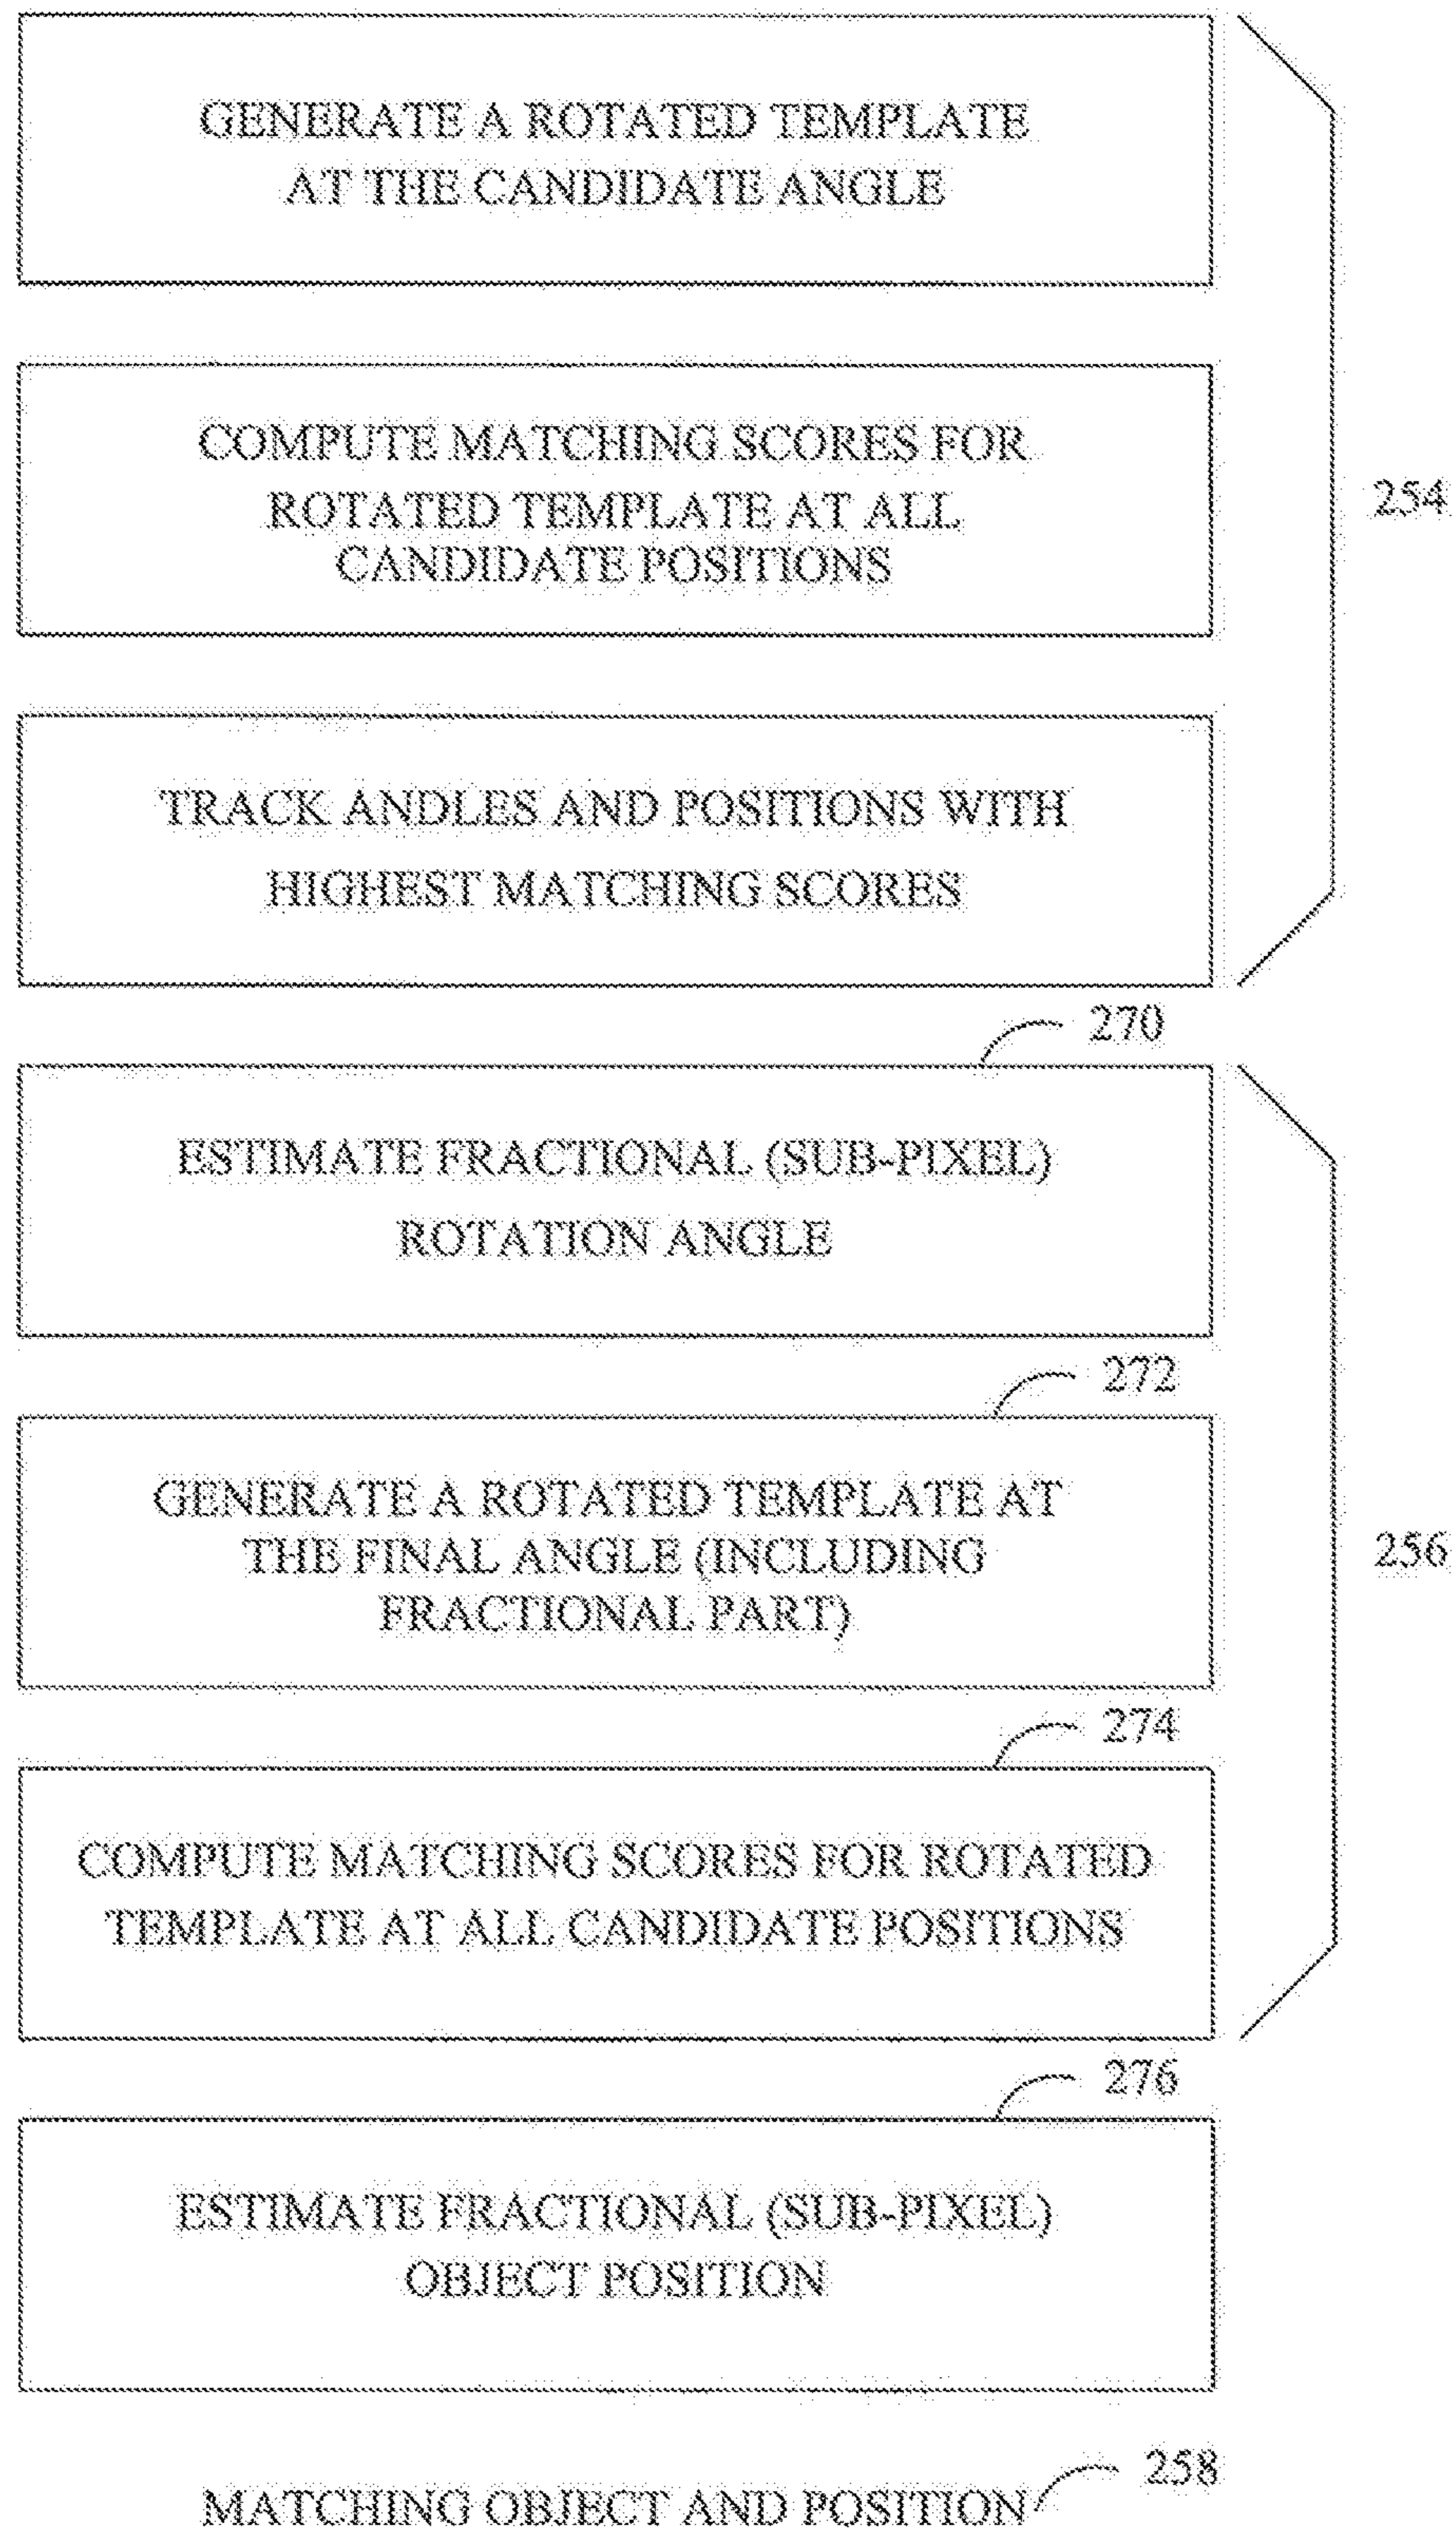 GENERATE A ROTATED TEMPLATE
AT THE CANDIDATE ANGLE
COMPUTE MATCHING SCORES FOR
ROTATED TEMPLATE AT ALL
CANDIDATE POSITIONS
254
TRACK ANDLES AND POSITIONS WITH
HIGHEST MATCHING SCORES
270
ESTIMATE FRACTIONAL (SUB-PIXEL)
ROTATION ANGLE
272
GENERATE A ROTATED TEMPLATE AT
THE FINAL ANGLE (INCLUDING
FRACTIONAL PART)
256
274
COMPUTE MATCHING SCORES FOR ROTATED
TEMPLATE AT ALL CANDIDATE POSITIONS
276
ESTIMATE FRACTIONAL (SUB-PIXEL)
OBJECT POSITION
258
MATCHING OBJECT AND POSITION